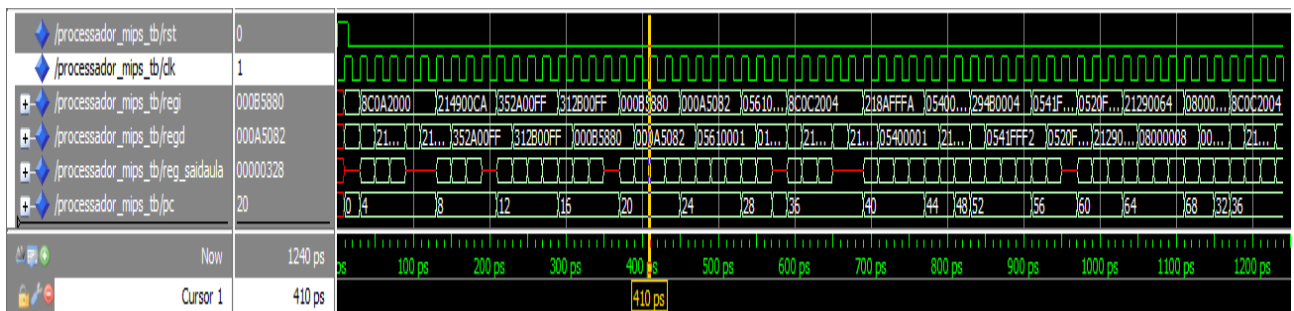 /processador_mips_tb/rst 0
/processador_mips_tb/clk 1
/processador_mips_tb/regi 000B5880 8C0A2000 214900CA 352A00FF 312B00FF 000B5880 000A5082 05610... 8C0C2004 218AFFFA 05400... 294B0004 0541F... 0520F... 21290064 08000... 8C0C2004
/processador_mips_tb/regd 000A5082 21... 21... 352A00FF 312B00FF 000B5880 000A5082 05610001 01... 21... 21... 05400001 21... 0541FFF2 0520F... 21290... 08000008 00... 21...
/processador_mips_tb/reg_saidaula 00000328
/processador_mips_tb/pc 20 0 4 8 12 16 20 24 28 36 40 44 48 52 56 60 64 68 32 36
Now 1240 ps ps 100 ps 200 ps 300 ps 400 ps 500 ps 600 ps 700 ps 800 ps 900 ps 1000 ps 1100 ps 1200 ps
Cursor 1 410 ps 410 ps